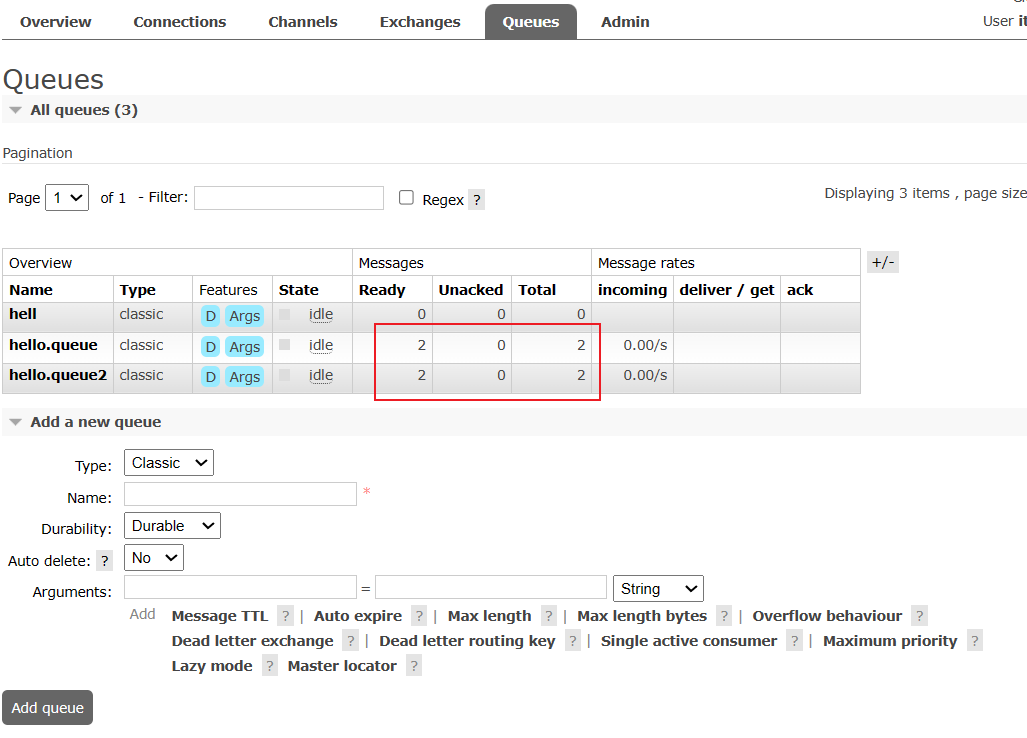 Overview Connections Channels Exchanges Queues Admin User
Queues
All queues (3)
Pagination
Page 1 of 1 - Filter: Regex ? Displaying 3 items , page size
Overview Messages Message rates +/-
Name Type Features State Ready Unacked Total incoming deliver / get ack
hell classic D Args idle 0 0 0
hello.queue classic D Args idle 2 0 2 0.00/s
hello.queue2 classic D Args idle 2 0 2 0.00/s
Add a new queue
Type: Classic
Name: *
Durability: Durable
Auto delete: ? No
Arguments: = String
Add Message TTL ? | Auto expire ? | Max length ? | Max length bytes ? | Overflow behaviour ?
Dead letter exchange ? | Dead letter routing key ? | Single active consumer ? | Maximum priority ?
Lazy mode ? Master locator ?
Add queue